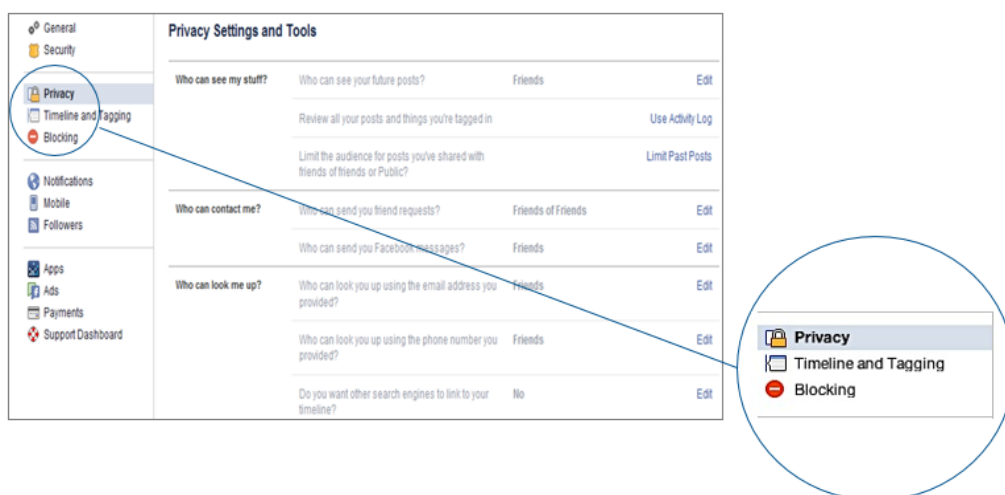 General
Security
Privacy
Timeline and Tagging
Blocking
Notifications
Mobile
Followers
Apps
Ads
Payments
Support Dashboard
Privacy Settings and Tools
Who can see my stuff?
Who can see your future posts?
Friends
Edit
Review all your posts and things you're tagged in
Use Activity Log
Limit the audience for posts you've shared with
friends of friends or Public?
Limit Past Posts
Who can contact me?
Who can send you friend requests?
Friends of Friends
Edit
Who can send you Facebook messages?
Friends
Edit
Who can look me up?
Who can look you up using the email address you
provided?
Friends
Edit
Who can look you up using the phone number you
provided?
Friends
Edit
Do you want other search engines to link to your
timeline?
No
Edit
Privacy
Timeline and Tagging
Blocking